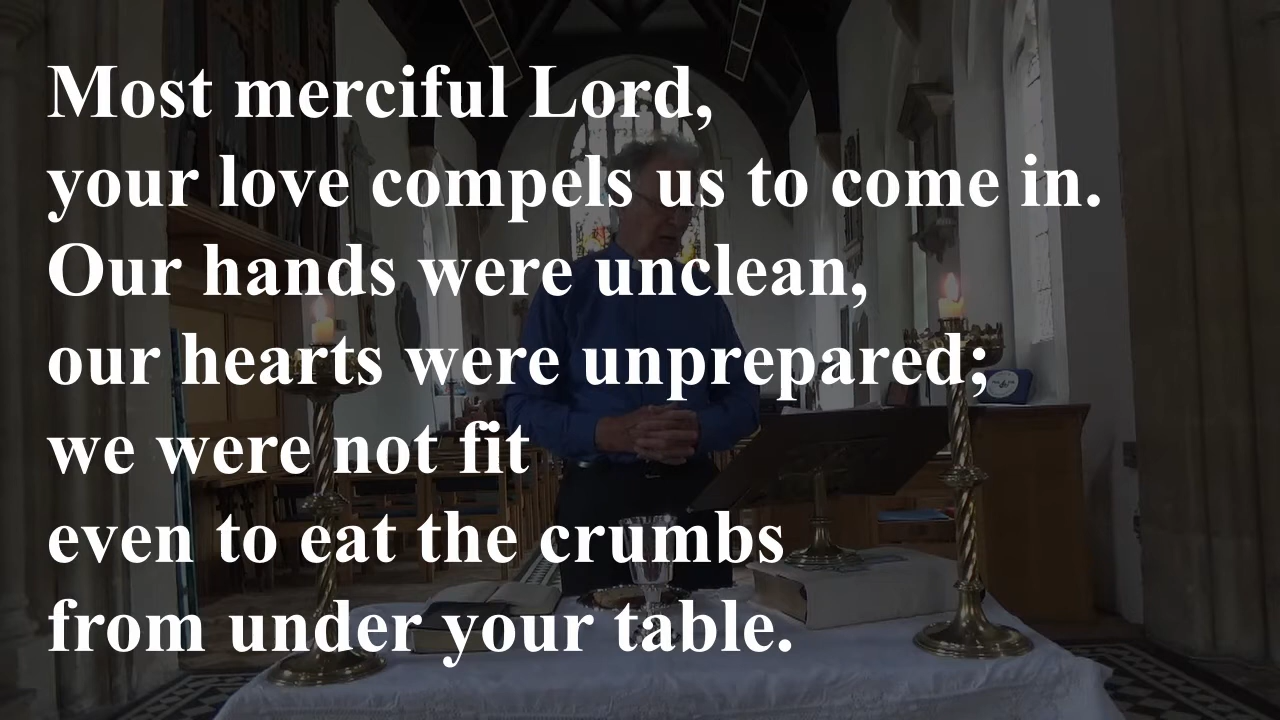 Most merciful Lord,
your love compels us to come in.
Our hands were unclean,
our hearts were unprepared;
we were not fit
even to eat the crumbs
from under your table.